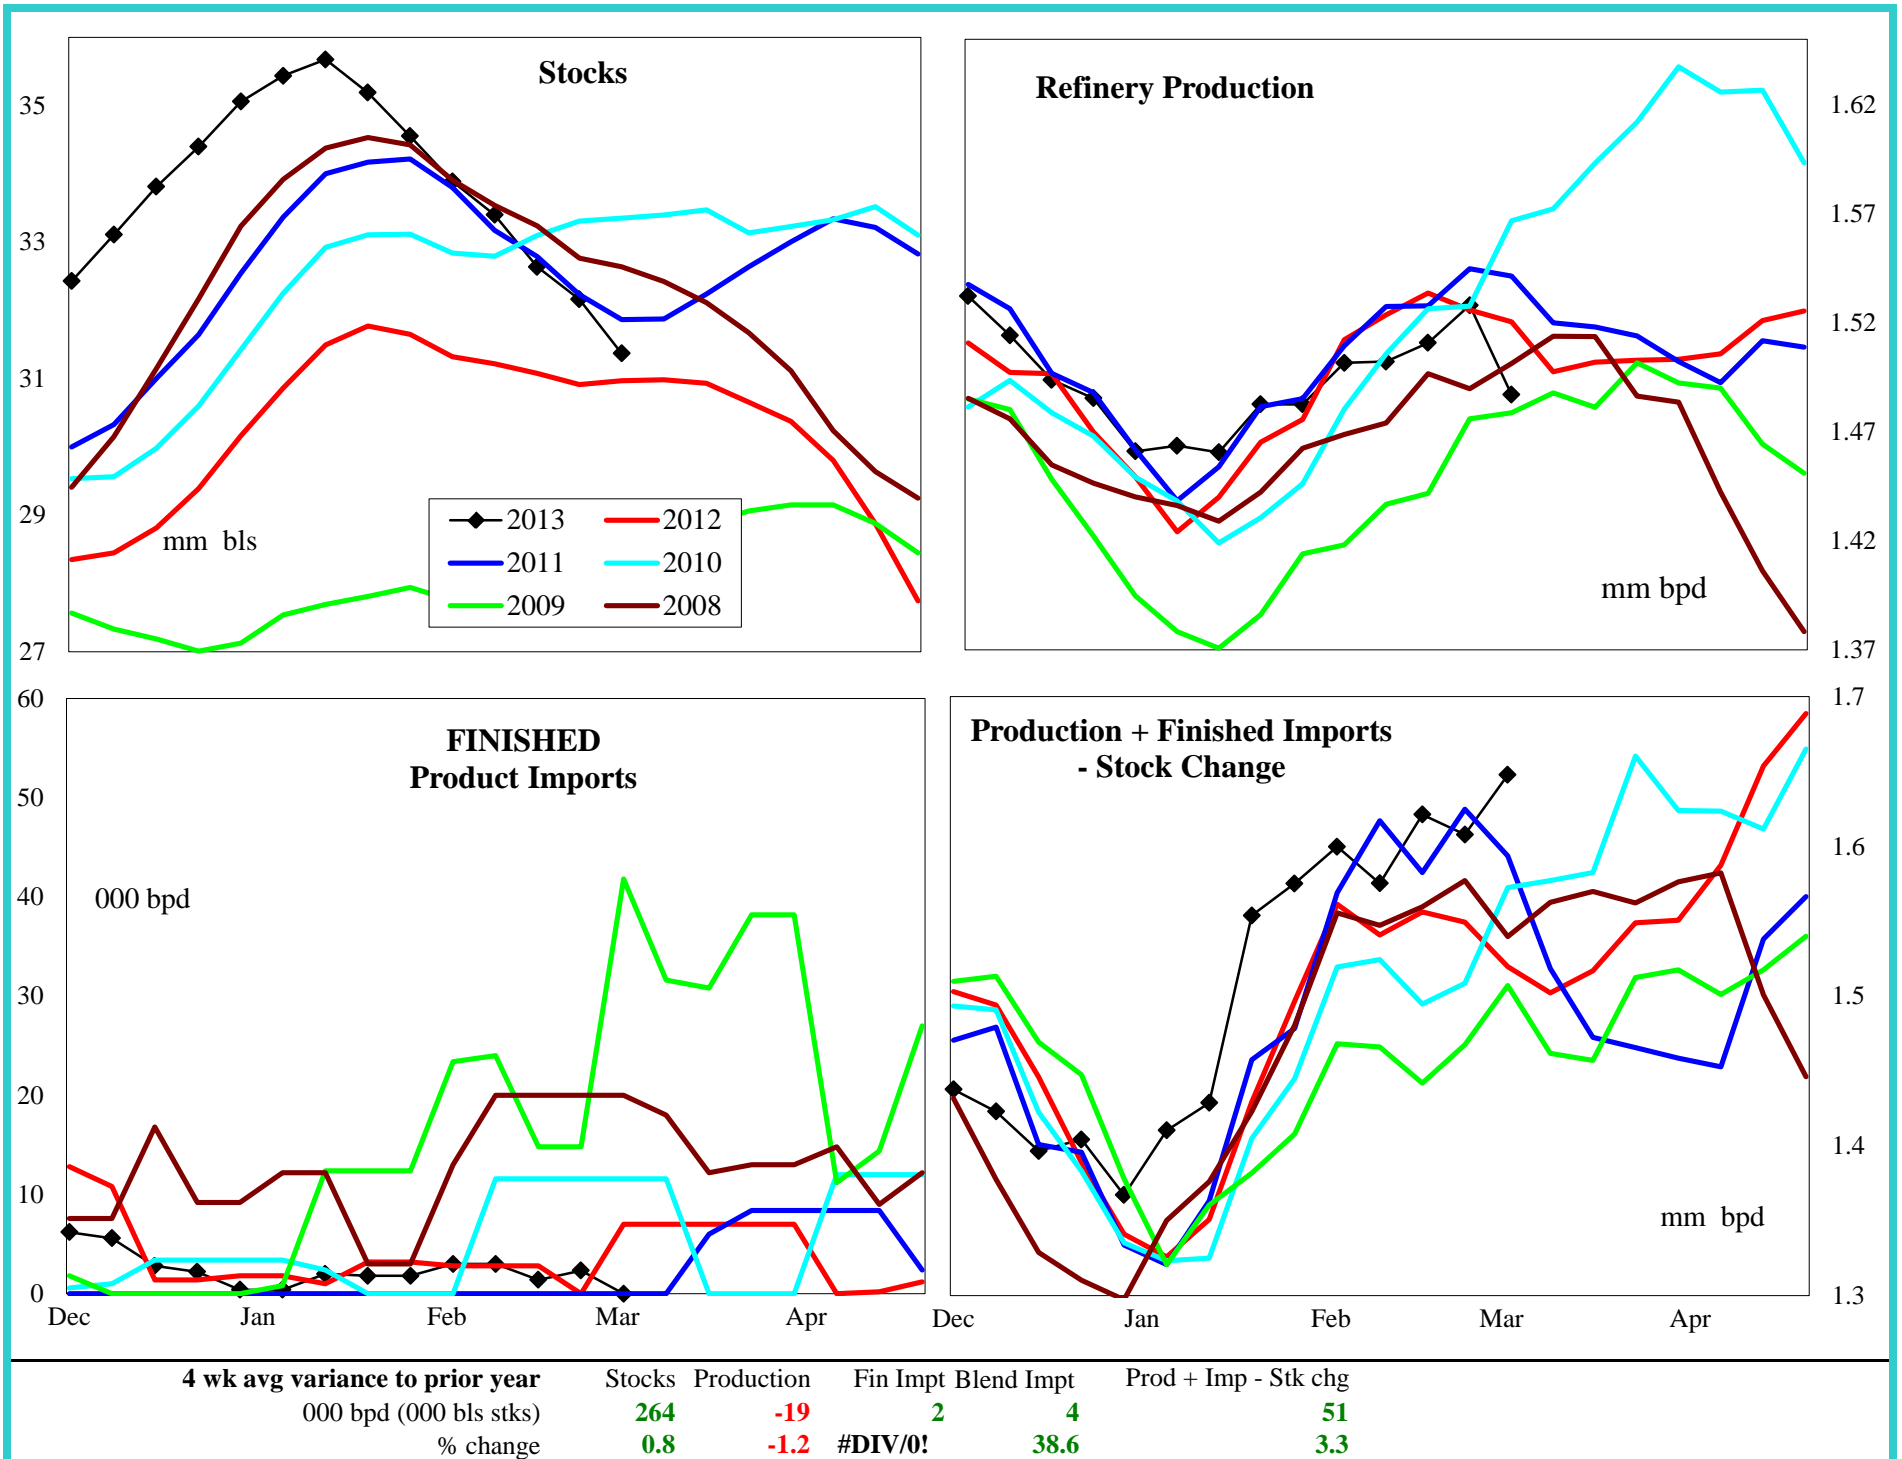 Stocks
35
33
31
29
27
mm bls
2013
2012
2011
2010
2009
2008
Refinery Production
1.62
1.57
1.52
1.47
1.42
1.37
mm bpd
FINISHED
Product Imports
60
50
40
30
20
10
0
000 bpd
Dec Jan Feb Mar Apr
Production + Finished Imports
- Stock Change
1.7
1.6
1.5
1.4
1.3
mm bpd
Dec Jan Feb Mar Apr
4 wk avg variance to prior year Stocks Production Fin Impt Blend Impt Prod + Imp - Stk chg
000 bpd (000 bls stks) 264 -19 2 4 51
% change 0.8 -1.2 #DIV/0! 38.6 3.3